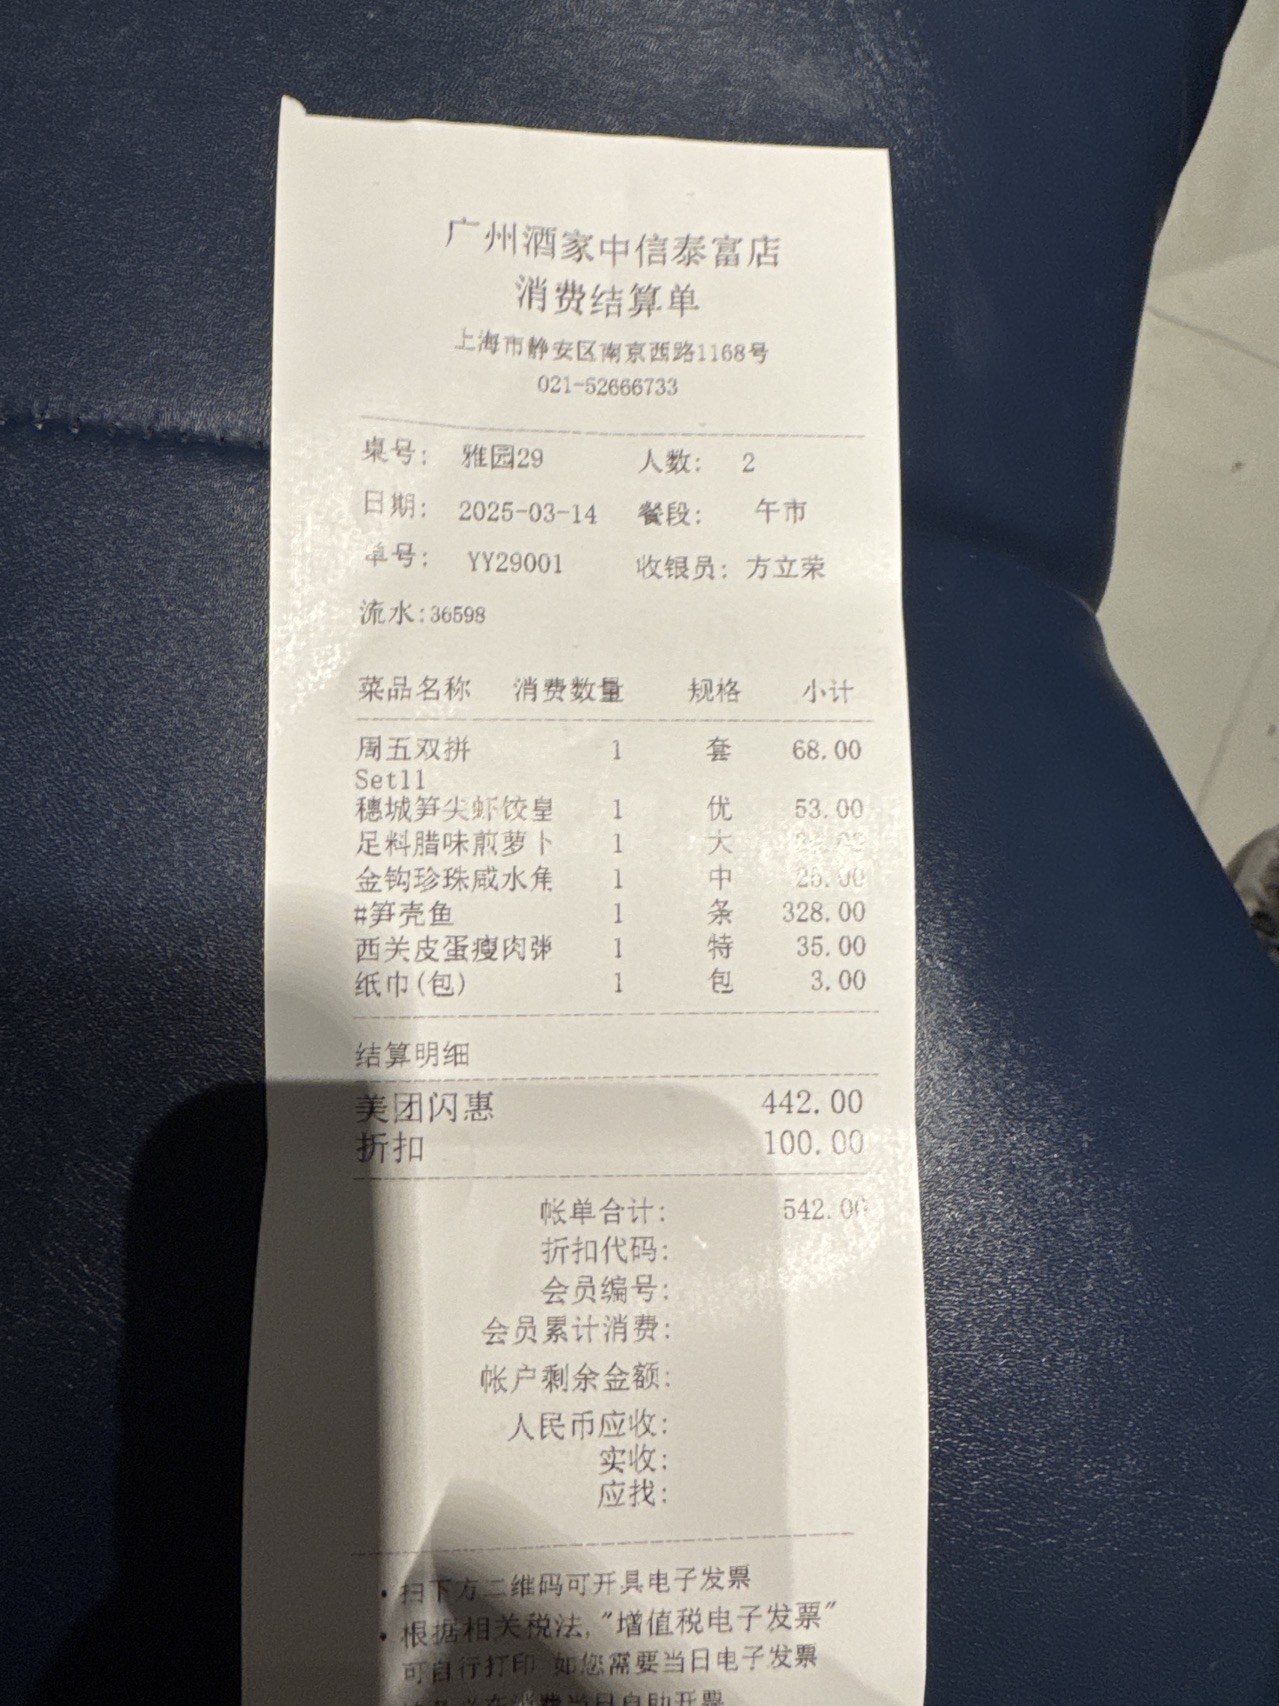 广州酒家中信泰富店
消费结算单
上海市静安区南京西路1168号
021-52666733
桌号: 雅园29 人数: 2
日期: 2025-03-14 餐段: 午市
单号: YY29001 收银员: 方立荣
流水:36598
菜品名称 消费数量 规格 小计
周五双拼 1 套 68.00
Set11
穗城笋尖虾饺皇 1 优 53.00
足料腊味煎萝卜 1 大
金钩珍珠咸水角 1 中
#笋壳鱼 1 条 328.00
西关皮蛋瘦肉粥 1 特 35.00
纸巾(包) 1 包 3.00
结算明细
美团闪惠 442.00
折扣 100.00
帐单合计: 542.00
折扣代码:
会员编号:
会员累计消费:
帐户剩余金额:
人民币应收:
实收:
应找:
• 扫下方二维码可开具电子发票
• 根据相关税法,"增值税电子发票"
可自行打印 如您需要当日电子发票
消费当日自助开票